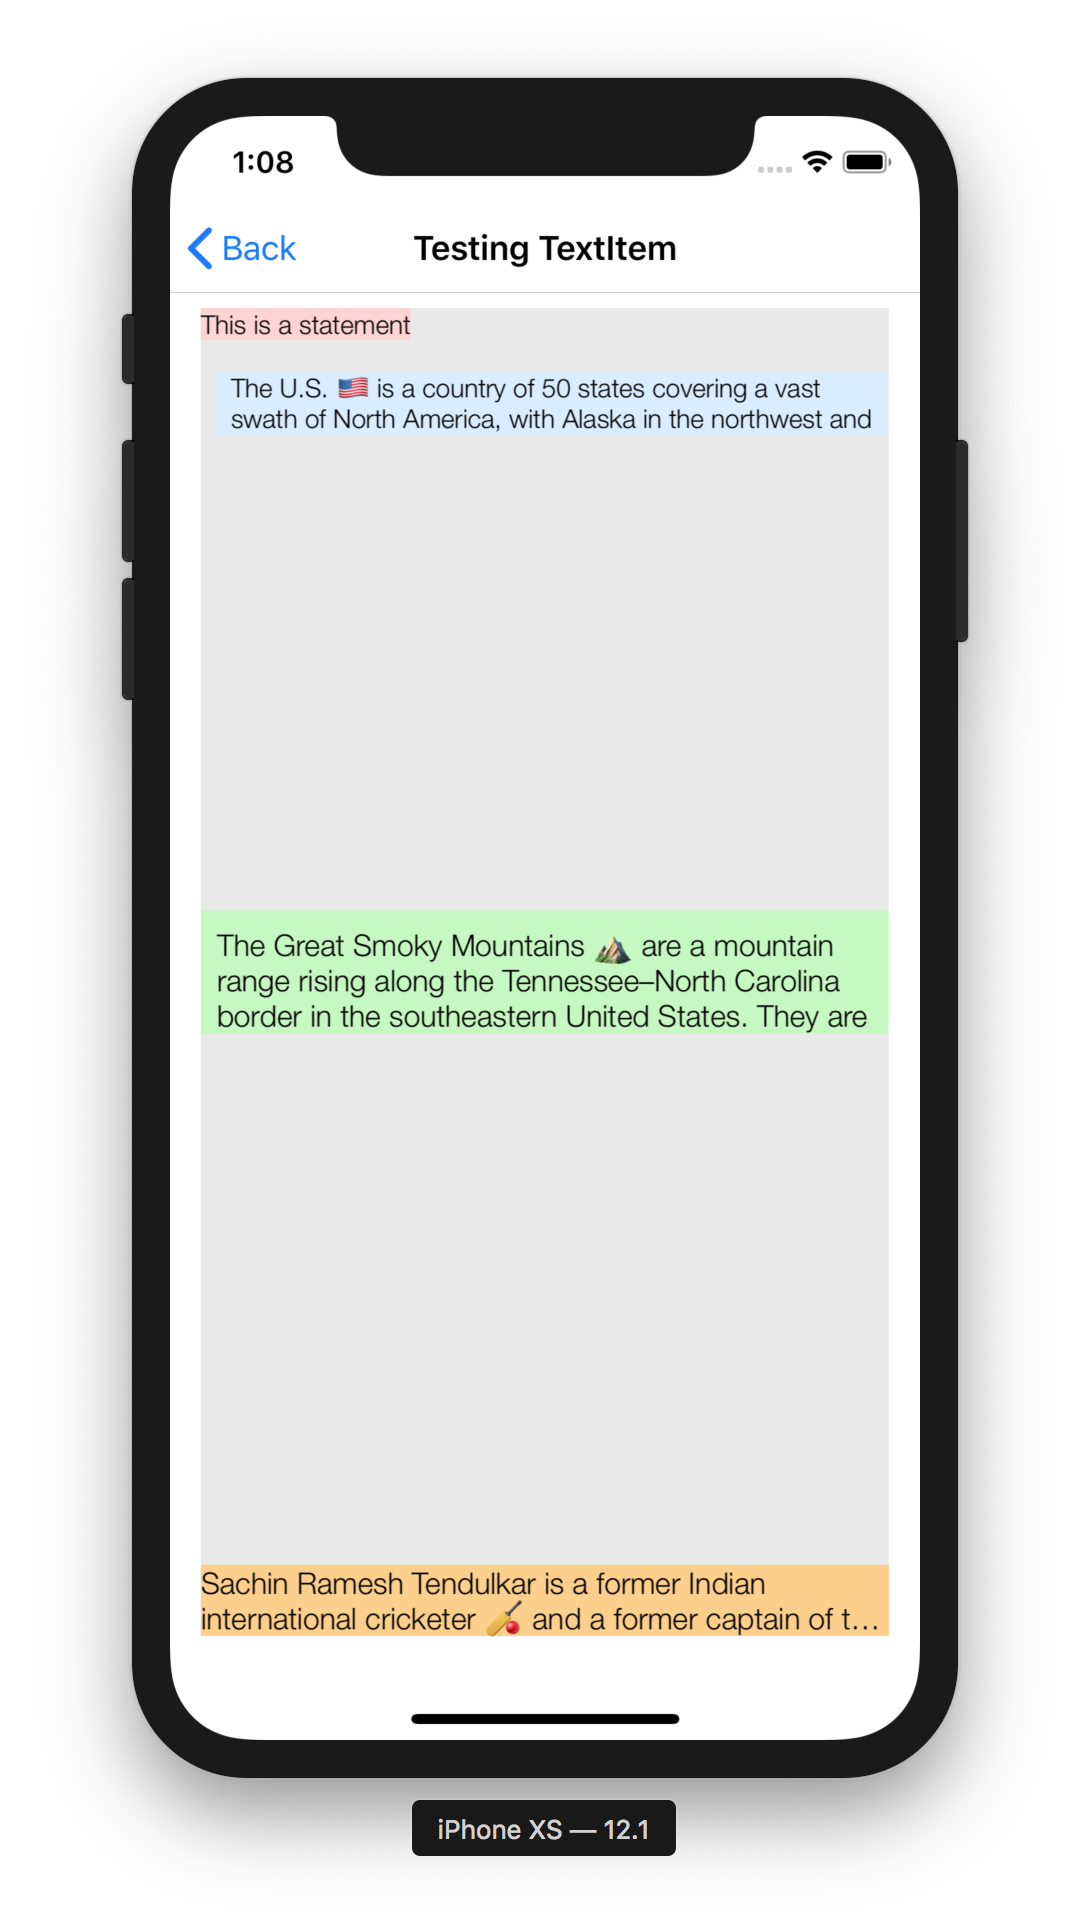 1:08
Back
Testing TextItem
This is a statement
The U.S. 🇺🇸 is a country of 50 states covering a vast
swath of North America, with Alaska in the northwest and
The Great Smoky Mountains ⛰️ are a mountain
range rising along the Tennessee–North Carolina
border in the southeastern United States. They are
Sachin Ramesh Tendulkar is a former Indian
international cricketer 🏏 and a former captain of t…
iPhone XS — 12.1